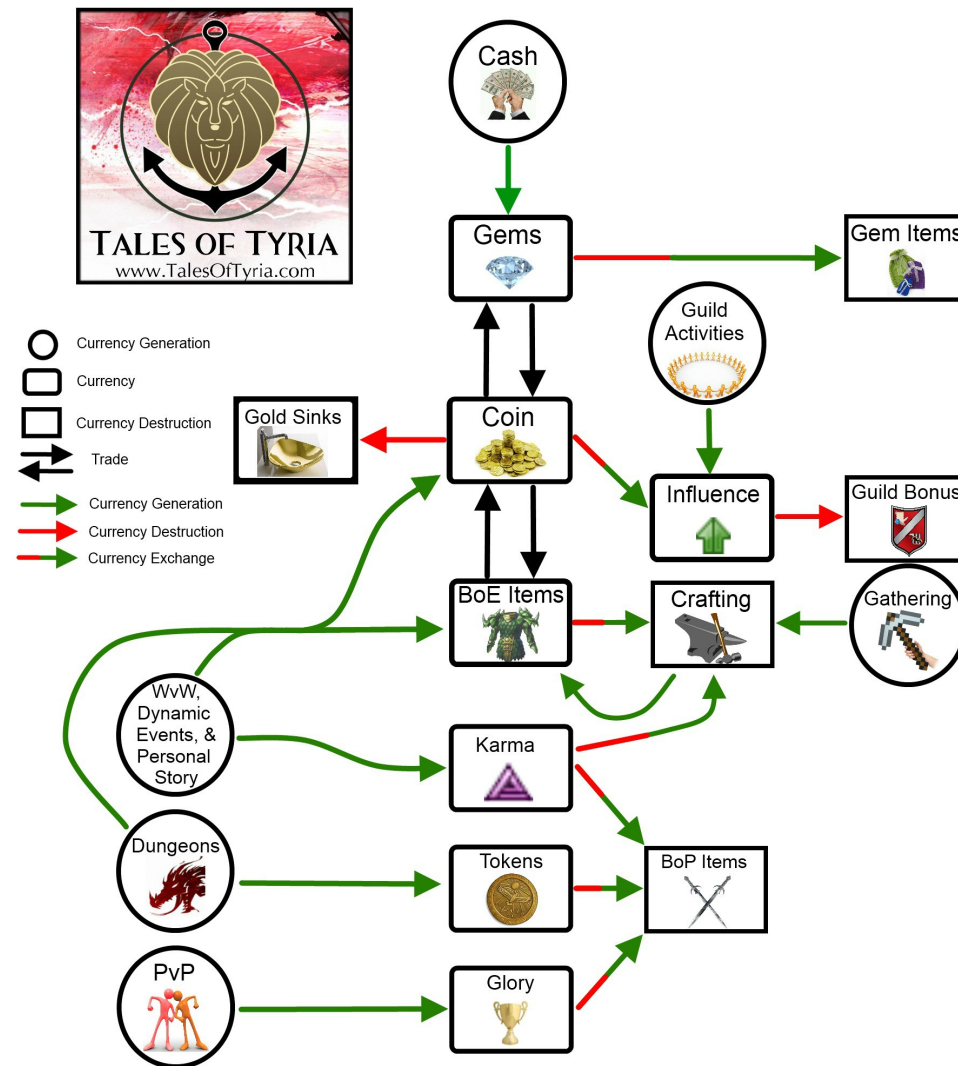 TALES OF TYRIA
www.TalesOfTyria.com
Cash
Gems
Gem Items
Guild
Activities
Currency Generation
Currency
Currency Destruction
Trade
Currency Generation
Currency Destruction
Currency Exchange
Gold Sinks
Coin
Influence
Guild Bonus
BoE Items
Crafting
Gathering
WvW,
Dynamic
Events, &
Personal
Story
Karma
Dungeons
Tokens
BoP Items
PvP
Glory